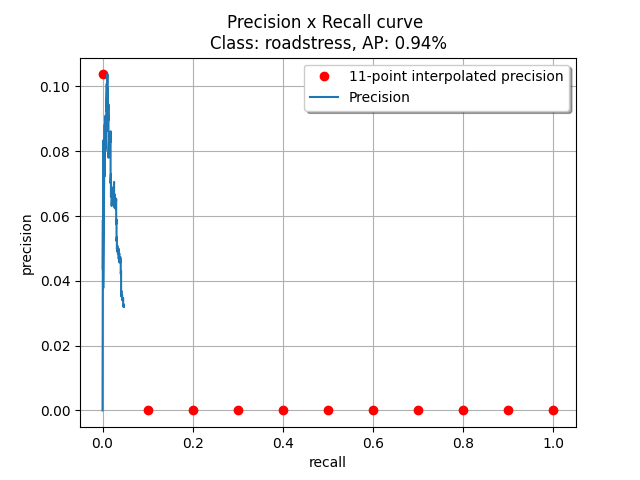 Precision x Recall curve
Class: roadstress, AP: 0.94%
11-point interpolated precision
Precision
precision
0.10
0.08
0.06
0.04
0.02
0.00
0.0 0.2 0.4 0.6 0.8 1.0
recall